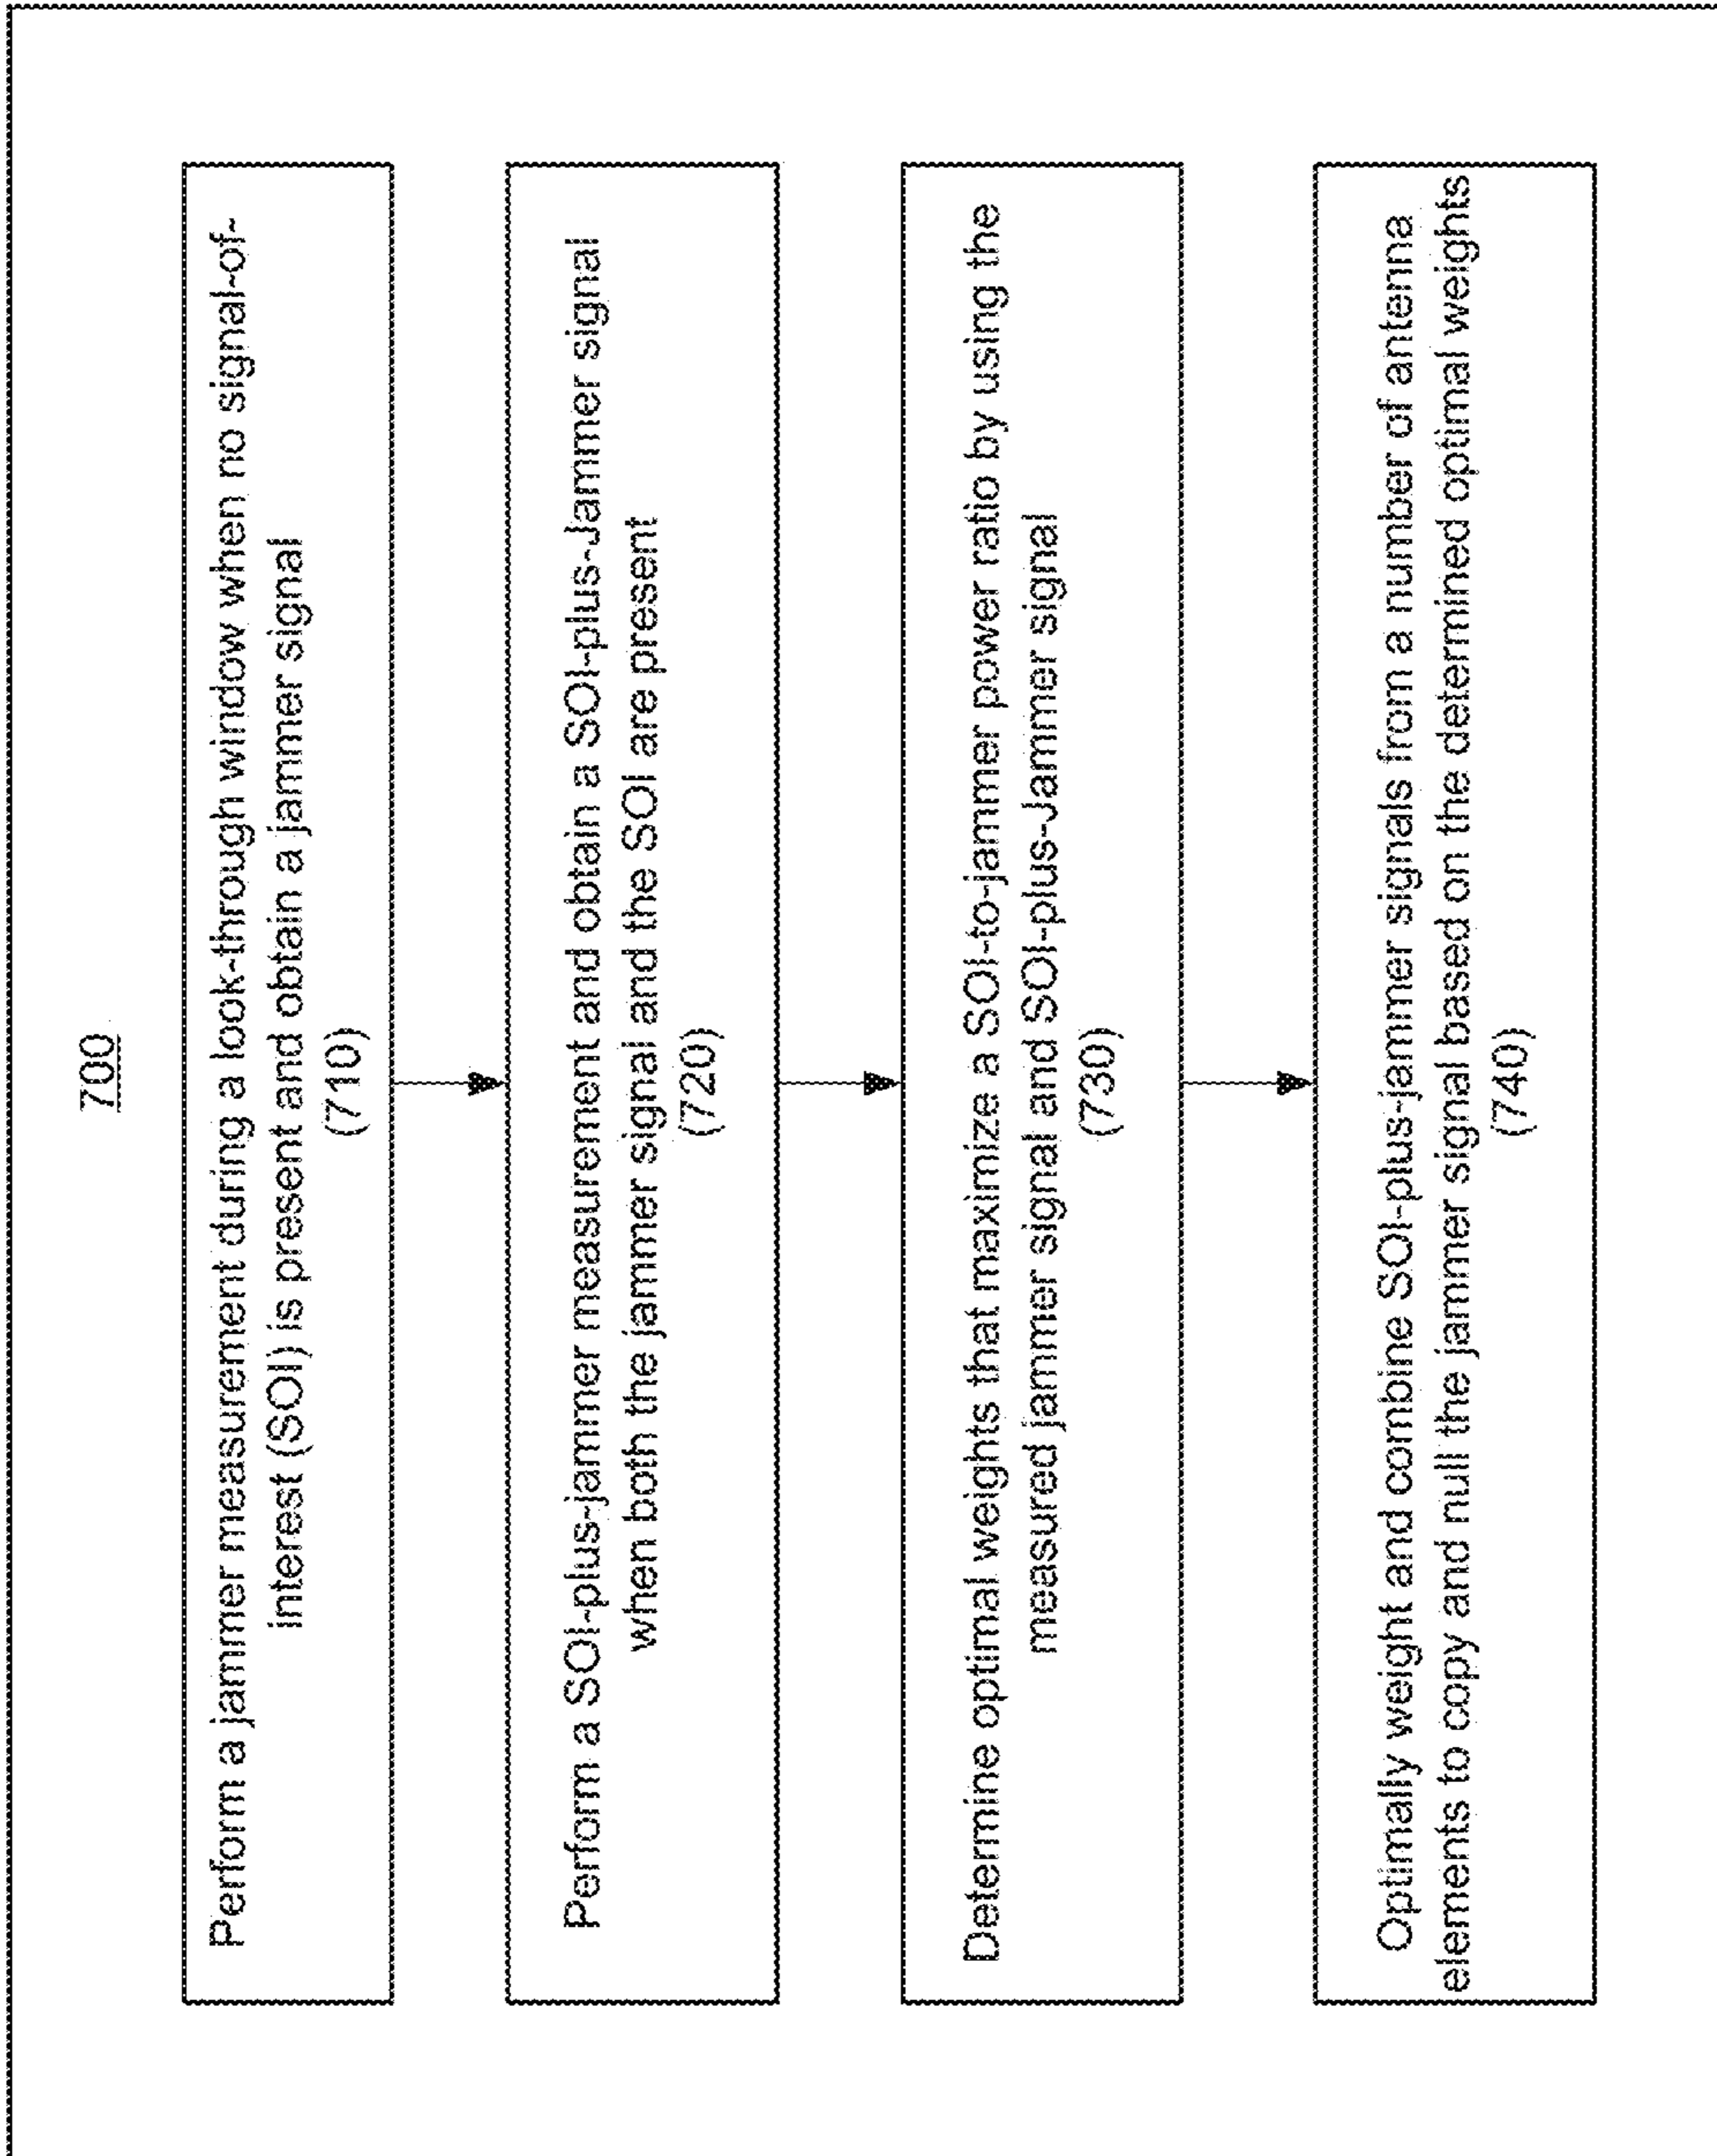 700
Perform a jammer measurement during a look-through window when no signal-of-
interest (SOI) is present and obtain a jammer signal
(710)
Perform a SOI-plus-jammer measurement and obtain a SOI-plus-Jammer signal
when both the jammer signal and the SOI are present
(720)
Determine optimal weights that maximize a SOI-to-jammer power ratio by using the
measured jammer signal and SOI-plus-Jammer signal
(730)
Optimally weight and combine SOI-plus-jammer signals from a number of antenna
elements to copy and null the jammer signal based on the determined optimal weights
(740)